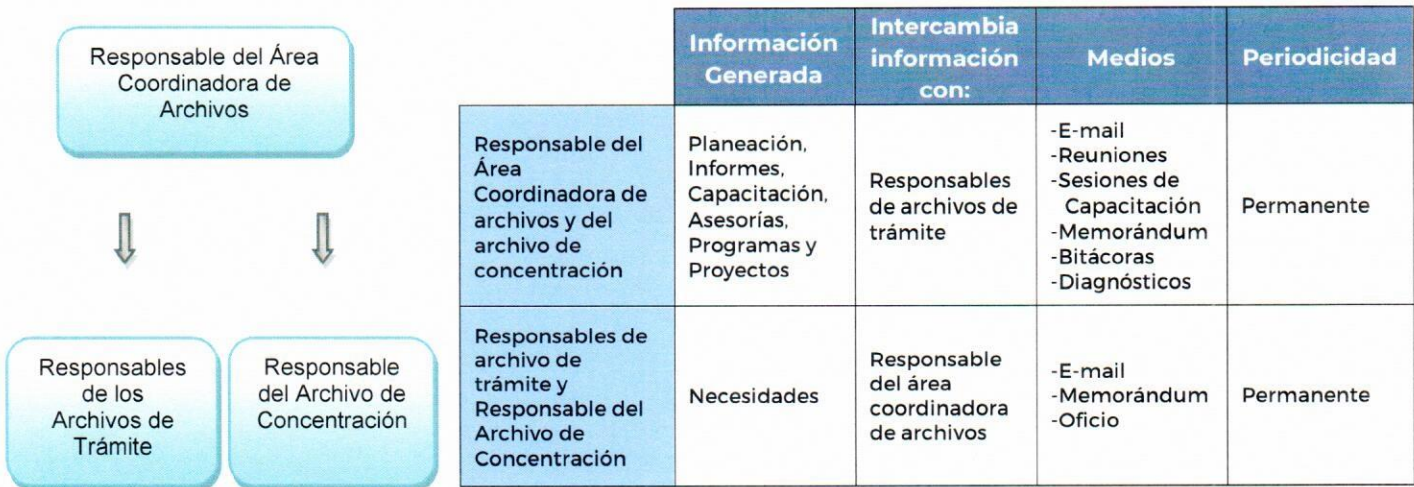 Responsable del Área
Coordinadora de
Archivos
Responsables
de los
Archivos de
Trámite
Responsable
del Archivo de
Concentración
Información
Generada
Intercambia
información
con:
Medios
Periodicidad
Responsable del
Área
Coordinadora de
archivos y del
archivo de
concentración
Planeación,
Informes,
Capacitación,
Asesorías,
Programas y
Proyectos
Responsables
de archivos de
trámite
-E-mail
-Reuniones
-Sesiones de
Capacitación
-Memorándum
-Bitácoras
-Diagnósticos
Permanente
Responsables de
archivo de
trámite y
Responsable del
Archivo de
Concentración
Necesidades
Responsable
del área
coordinadora
de archivos
-E-mail
-Memorándum
-Oficio
Permanente